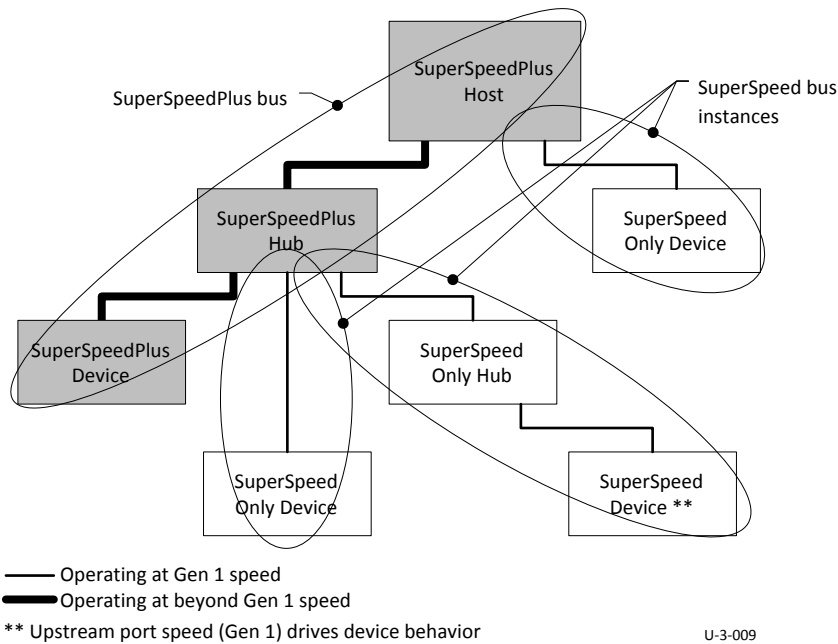 SuperSpeedPlus
Host
SuperSpeedPlus bus
SuperSpeed bus
instances
SuperSpeedPlus
Hub
SuperSpeed
Only Device
SuperSpeedPlus
Device
SuperSpeed
Only Hub
SuperSpeed
Only Device
SuperSpeed
Device **
Operating at Gen 1 speed
Operating at beyond Gen 1 speed
** Upstream port speed (Gen 1) drives device behavior
U-3-009